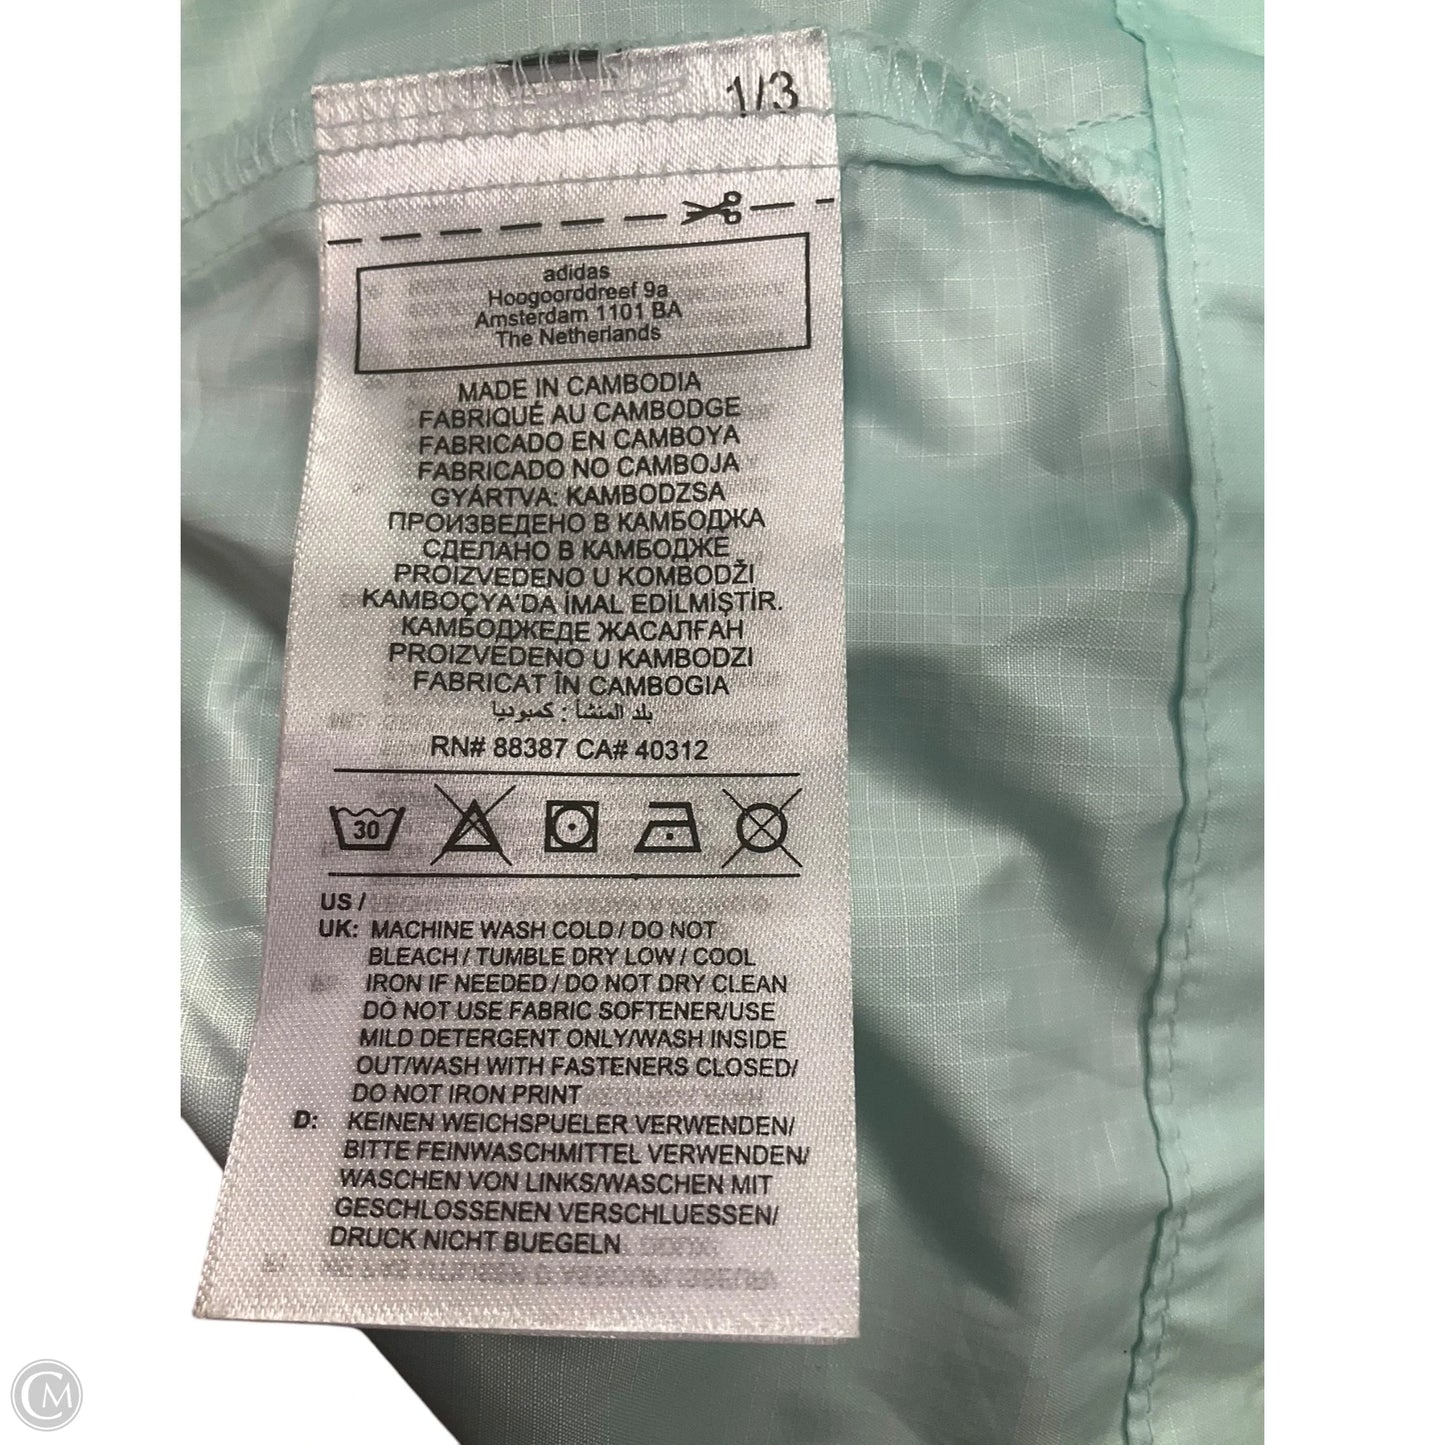 1/3
adidas
Hoogoorddreef 9a
Amsterdam 1101 BA
The Netherlands
MADE IN CAMBODIA
FABRIQUÉ AU CAMBODGE
FABRICADO EN CAMBOYA
FABRICADO NO CAMBOJA
GYÁRTVA: KAMBODZSA
ПРОИЗВЕДЕНО В КАМБОДЖА
СДЕЛАНО В КАМБОДЖЕ
PROIZVEDENO U KOMBODŽI
KAMBOÇYA'DA İMAL EDİLMİŞTİR.
КАМБОДЖЕДЕ ЖАСАЛҒАН
PROIZVEDENO U KAMBODZI
FABRICAT ÎN CAMBOGIA
بلد المنشأ : كمبوديا
RN# 88387 CA# 40312
30
US /
UK: MACHINE WASH COLD / DO NOT
BLEACH / TUMBLE DRY LOW / COOL
IRON IF NEEDED / DO NOT DRY CLEAN
DO NOT USE FABRIC SOFTENER/USE
MILD DETERGENT ONLY/WASH INSIDE
OUT/WASH WITH FASTENERS CLOSED/
DO NOT IRON PRINT
D: KEINEN WEICHSPUELER VERWENDEN/
BITTE FEINWASCHMITTEL VERWENDEN/
WASCHEN VON LINKS/WASCHEN MIT
GESCHLOSSENEN VERSCHLUESSEN/
DRUCK NICHT BUEGELN
CM